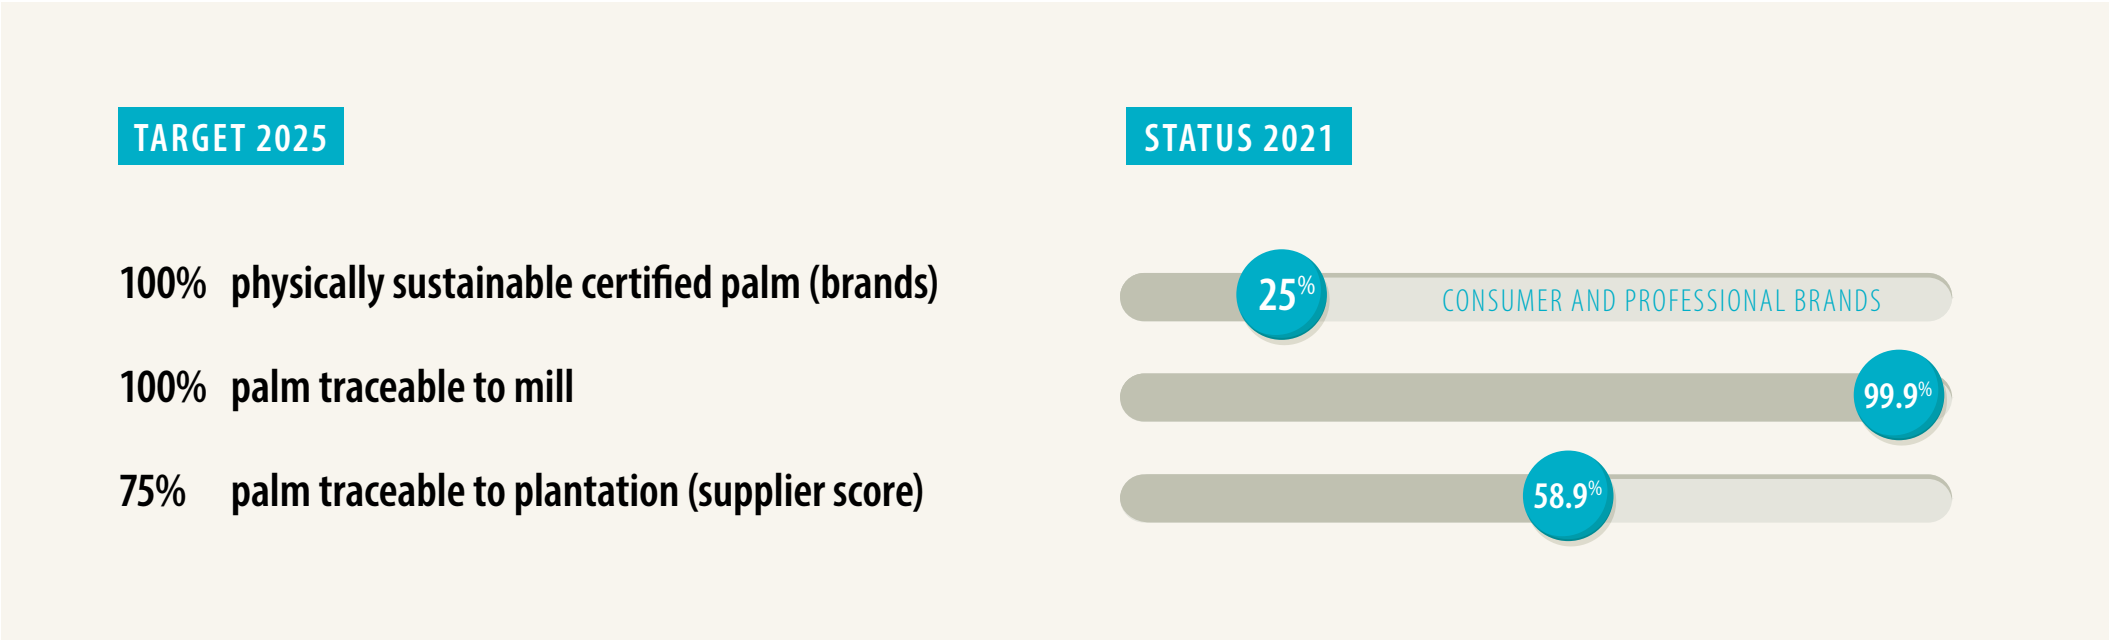 TARGET 2025
STATUS 2021
100% physically sustainable certified palm (brands)
25% CONSUMER AND PROFESSIONAL BRANDS
100% palm traceable to mill
99.9%
75% palm traceable to plantation (supplier score)
58.9%